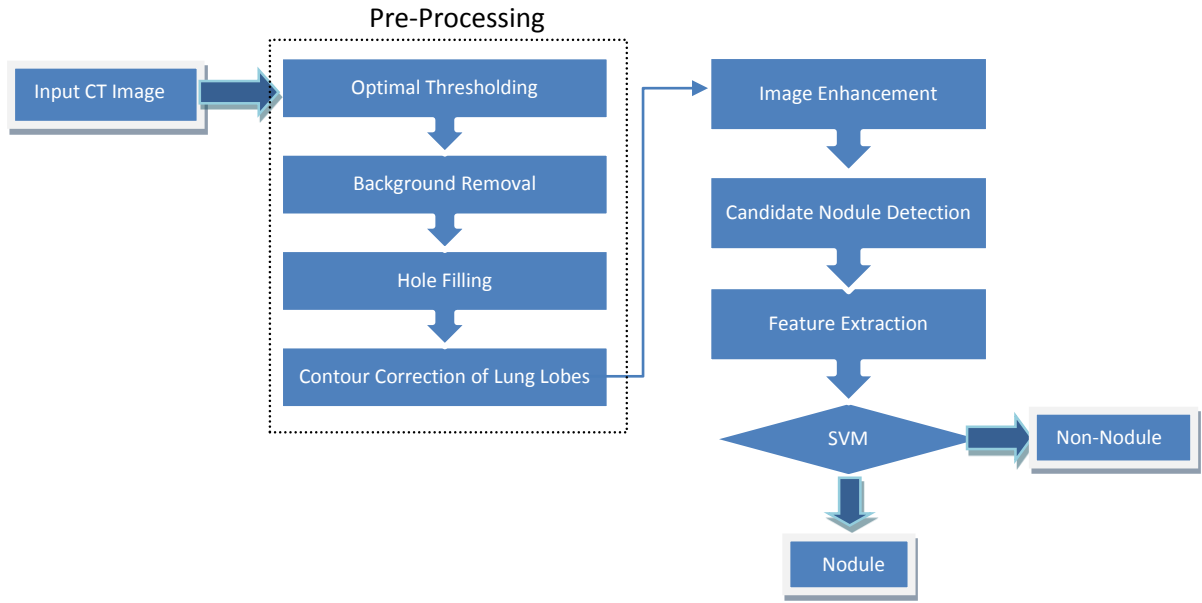 Pre-Processing
Input CT Image
Optimal Thresholding
Background Removal
Hole Filling
Contour Correction of Lung Lobes
Image Enhancement
Candidate Nodule Detection
Feature Extraction
SVM
Non-Nodule
Nodule